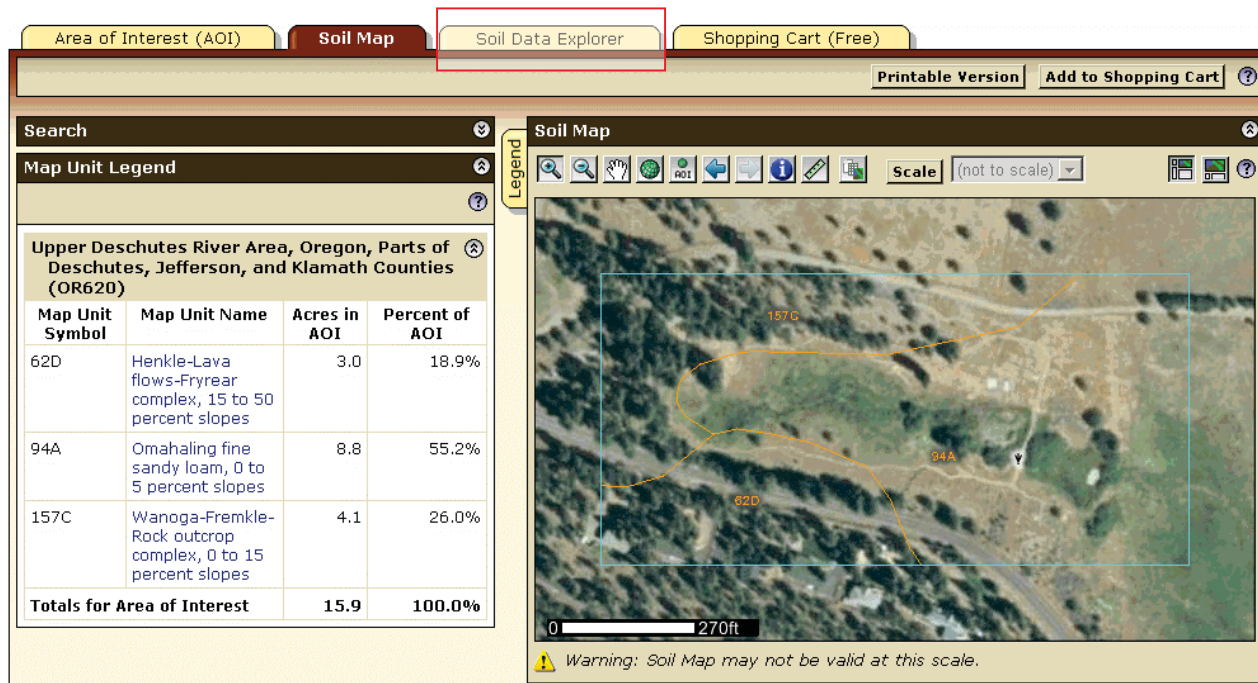 Area of Interest (AOI)
Soil Map
Soil Data Explorer
Shopping Cart (Free)
Printable Version
Add to Shopping Cart
?
Search
Map Unit Legend
?
Upper Deschutes River Area, Oregon, Parts of
Deschutes, Jefferson, and Klamath Counties
(OR620)
Map Unit Symbol
Map Unit Name
Acres in AOI
Percent of AOI
62D
Henkle-Lava
flows-Fryrear
complex, 15 to 50
percent slopes
3.0
18.9%
94A
Omahaling fine
sandy loam, 0 to
5 percent slopes
8.8
55.2%
157C
Wanoga-Fremkle-
Rock outcrop
complex, 0 to 15
percent slopes
4.1
26.0%
Totals for Area of Interest
15.9
100.0%
Legend
Soil Map
AOI
i
Scale
(not to scale)
?
157C
94A
62D
0
270ft
Warning: Soil Map may not be valid at this scale.